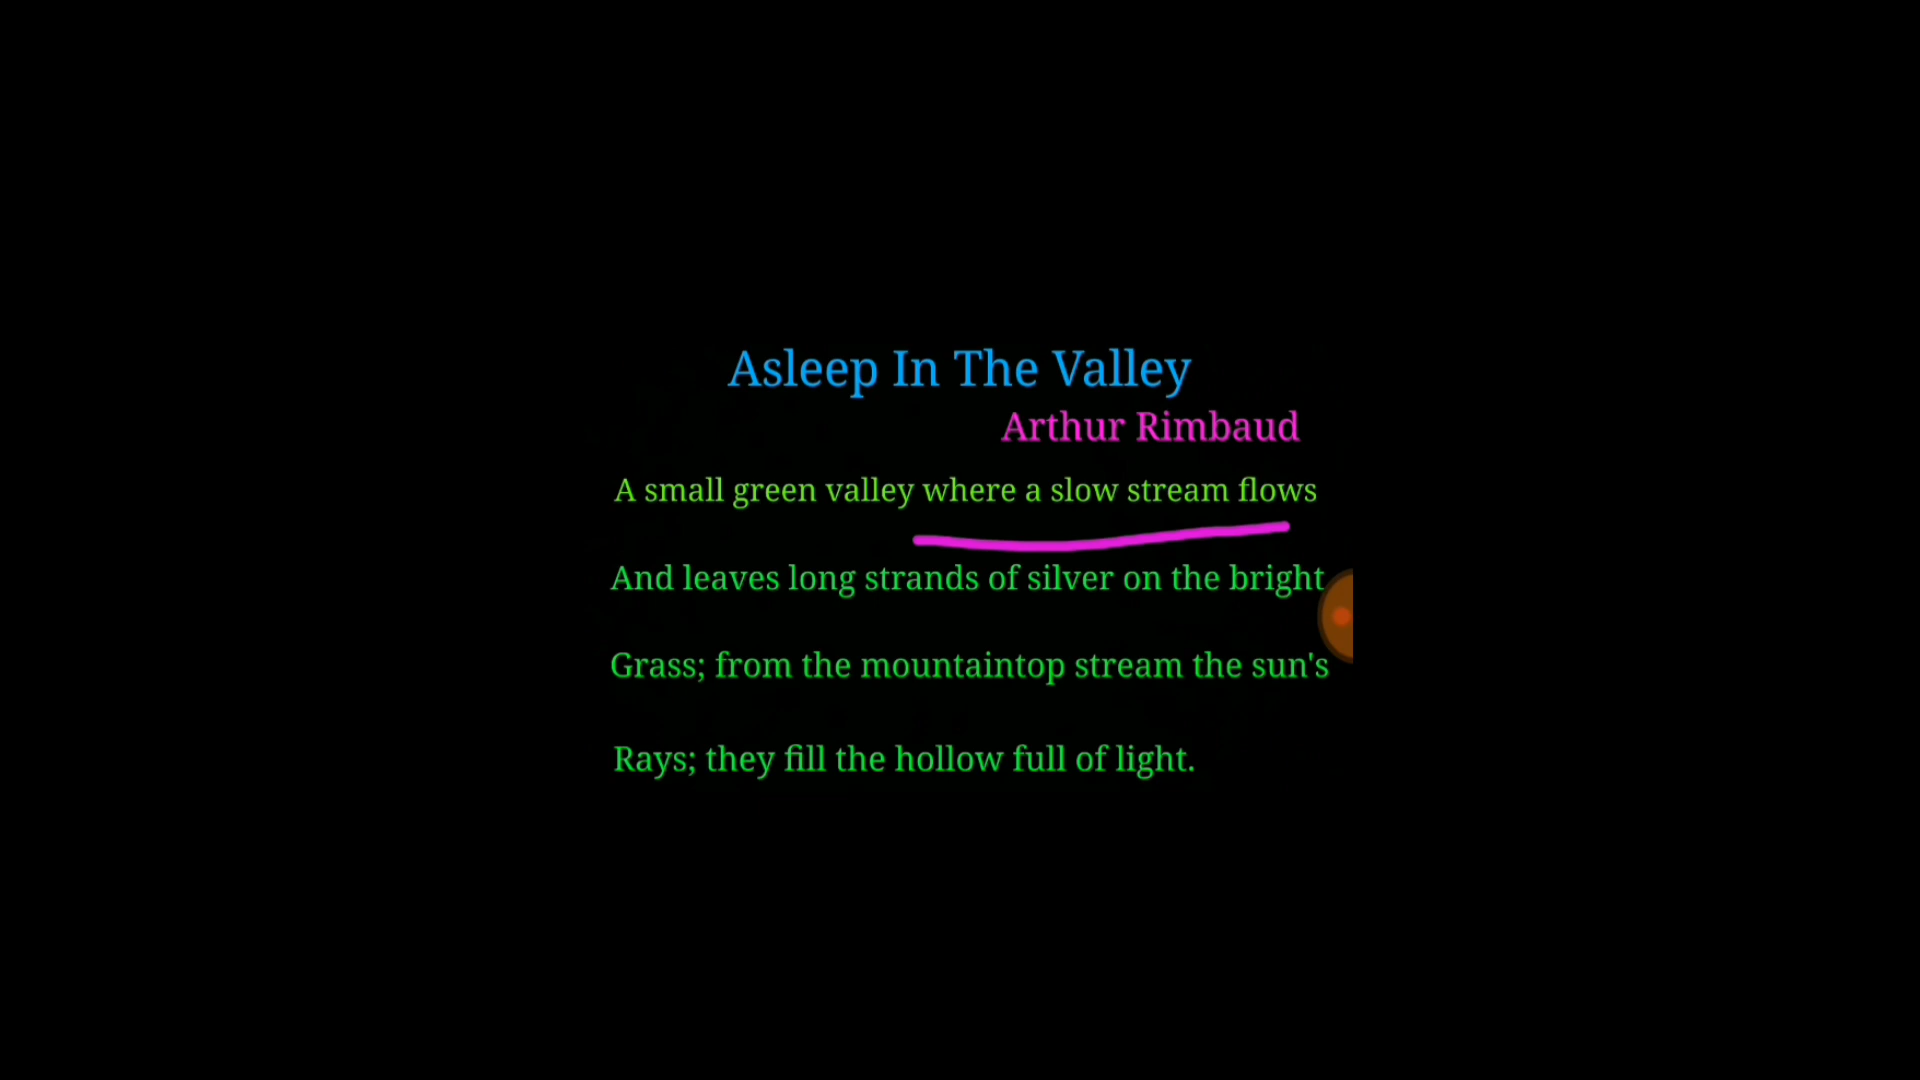 Asleep In The Valley
Arthur Rimbaud
A small green valley where a slow stream flows
And leaves long strands of silver on the bright
Grass; from the mountaintop stream the sun's
Rays; they fill the hollow full of light.